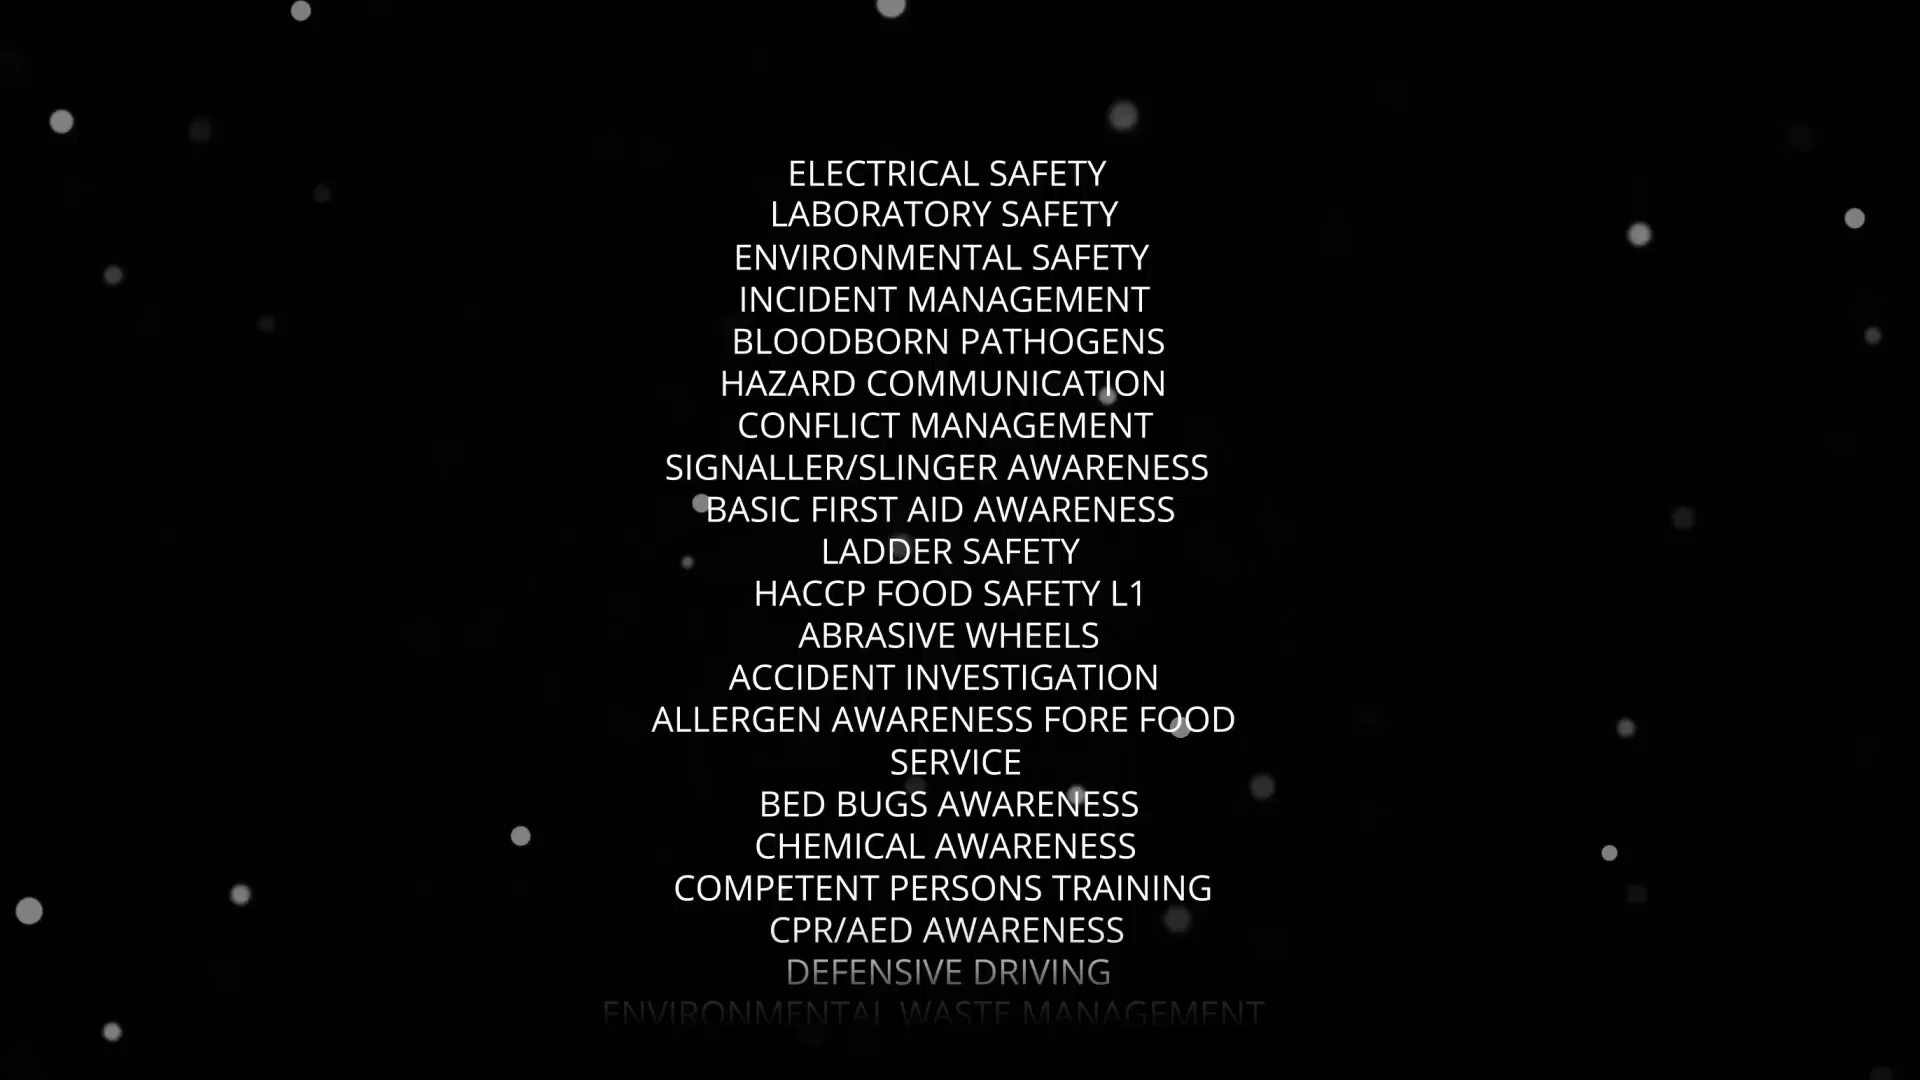 ELECTRICAL SAFETY
LABORATORY SAFETY
ENVIRONMENTAL SAFETY
INCIDENT MANAGEMENT
BLOODBORN PATHOGENS
HAZARD COMMUNICATION
CONFLICT MANAGEMENT
SIGNALLER/SLINGER AWARENESS
BASIC FIRST AID AWARENESS
LADDER SAFETY
HACCP FOOD SAFETY L1
ABRASIVE WHEELS
ACCIDENT INVESTIGATION
ALLERGEN AWARENESS FORE FOOD
SERVICE
BED BUGS AWARENESS
CHEMICAL AWARENESS
COMPETENT PERSONS TRAINING
CPR/AED AWARENESS
DEFENSIVE DRIVING
ENVIRONMENTAL WASTE MANAGEMENT